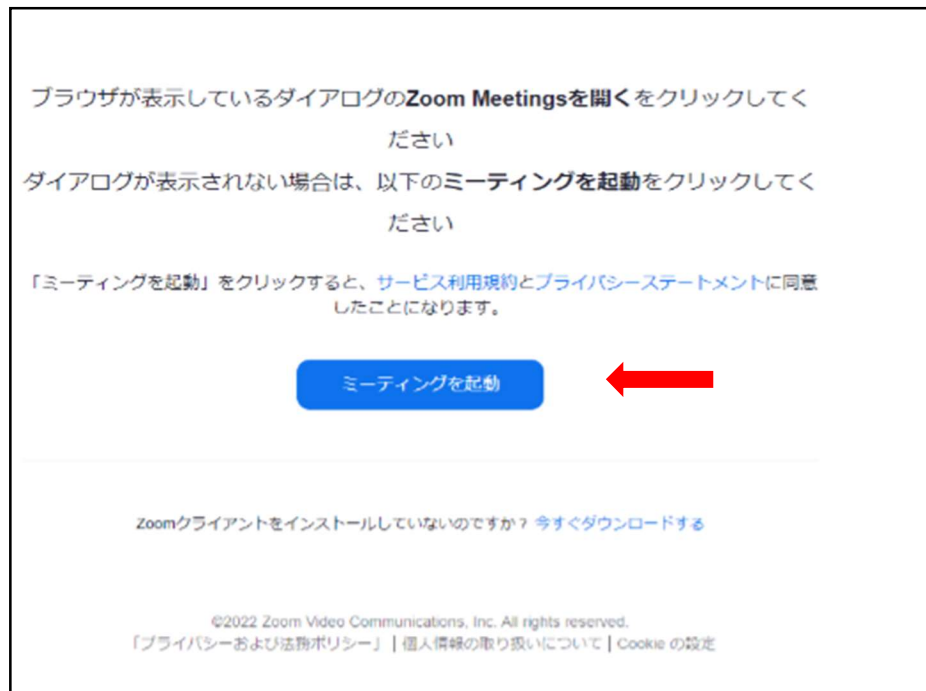 ブラウザが表示しているダイアログのZoom Meetingsを開くをクリックしてく
ださい
ダイアログが表示されない場合は、以下のミーティングを起動をクリックしてく
ださい
「ミーティングを起動」をクリックすると、サービス利用規約とプライバシーステートメントに同意
したことになります。
ミーティングを起動
Zoomクライアントをインストールしていないのですか？ 今すぐダウンロードする
©2022 Zoom Video Communications, Inc. All rights reserved.
「プライバシーおよび法務ポリシー」 | 個人情報の取り扱いについて | Cookie の設定